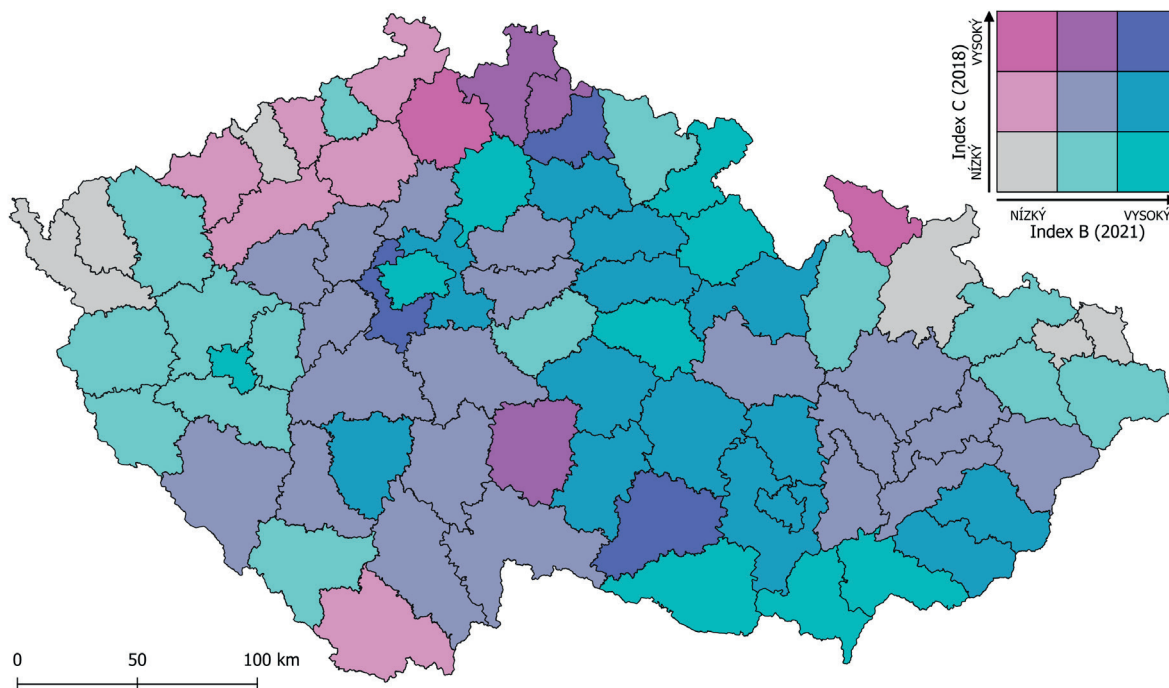 VYSOKÝ
Index C (2018)
NÍZKÝ
NÍZKÝ
VYSOKÝ
Index B (2021)
0
50
100 km